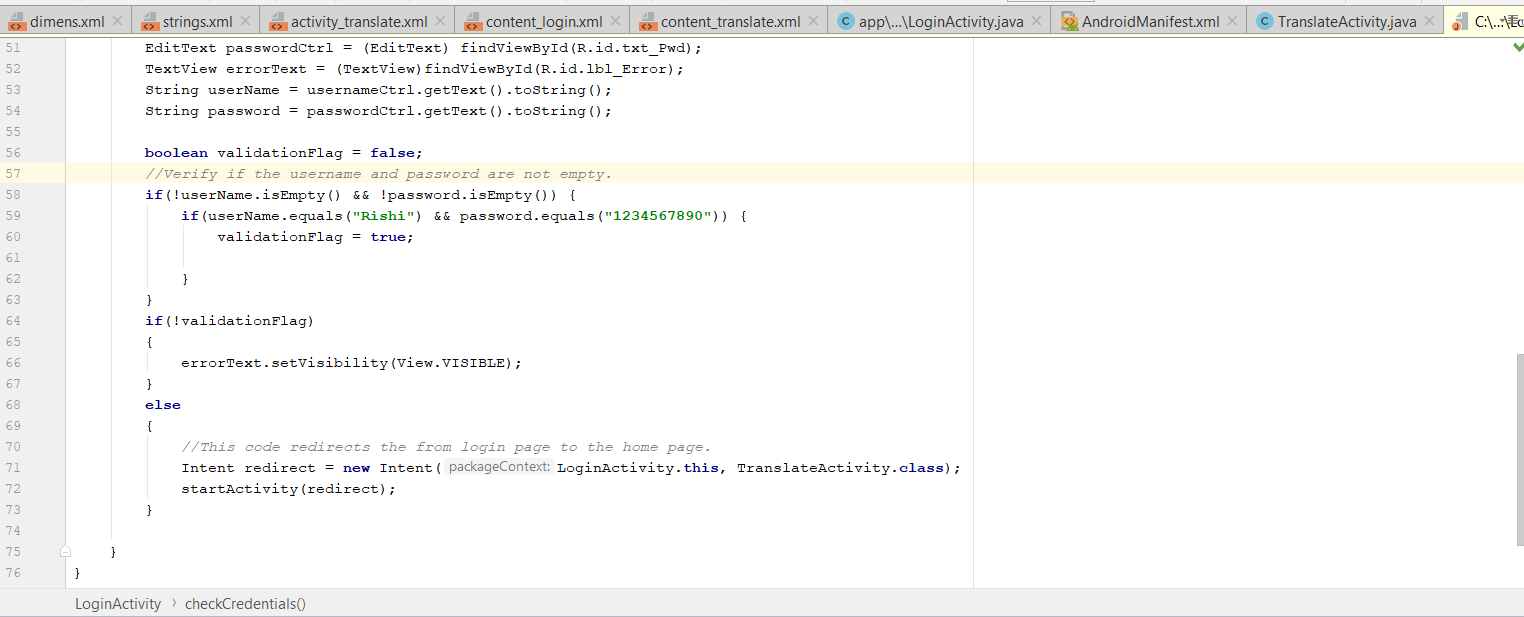 dimens.xml strings.xml activity_translate.xml content_login.xml content_translate.xml app\...\LoginActivity.java AndroidManifest.xml TranslateActivity.java
51 EditText passwordCtrl = (EditText) findViewById(R.id.txt_Pwd);
52 TextView errorText = (TextView)findViewById(R.id.lbl_Error);
53 String userName = usernameCtrl.getText().toString();
54 String password = passwordCtrl.getText().toString();
55
56 boolean validationFlag = false;
57 //Verify if the username and password are not empty.
58 if(!userName.isEmpty() && !password.isEmpty()) {
59 if(userName.equals("Rishi") && password.equals("1234567890")) {
60 validationFlag = true;
61
62 }
63 }
64 if(!validationFlag)
65 {
66 errorText.setVisibility(View.VISIBLE);
67 }
68 else
69 {
70 //This code redirects the from login page to the home page.
71 Intent redirect = new Intent( packageContext: LoginActivity.this, TranslateActivity.class);
72 startActivity(redirect);
73 }
74
75 }
76 }
LoginActivity › checkCredentials()